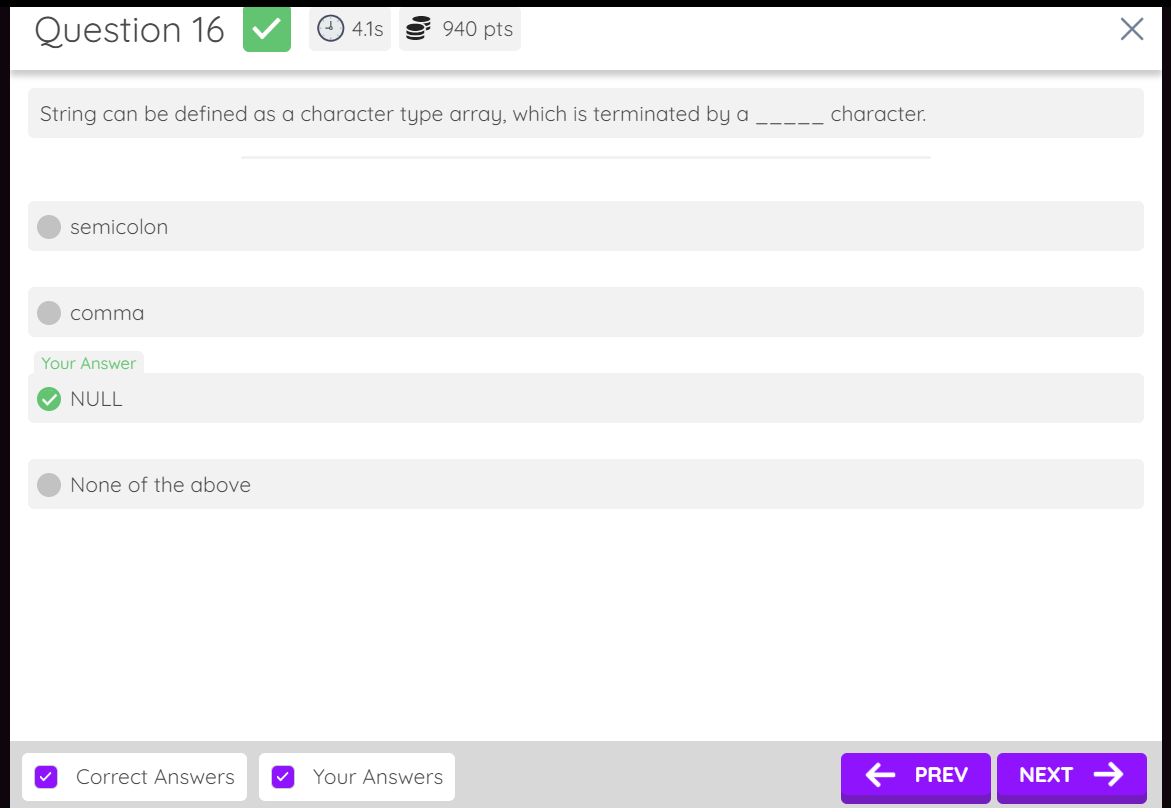 Question 16
4.1s
940 pts
String can be defined as a character type array, which is terminated by a _____ character.
semicolon
comma
Your Answer
NULL
None of the above
Correct Answers
Your Answers
PREV
NEXT